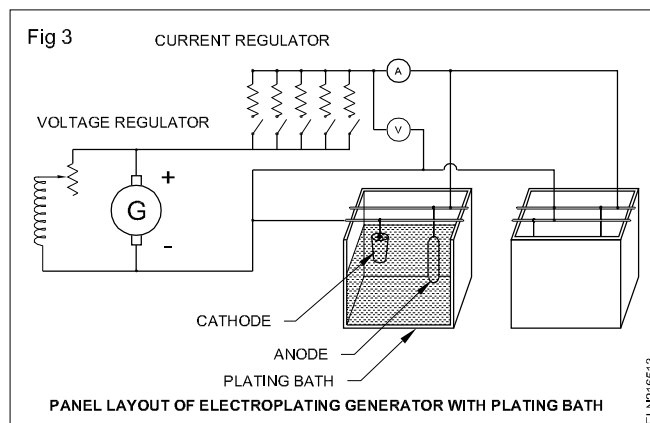 Fig 3
CURRENT REGULATOR
A
V
VOLTAGE REGULATOR
+
G
-
CATHODE
ANODE
PLATING BATH
PANEL LAYOUT OF ELECTROPLATING GENERATOR WITH PLATING BATH